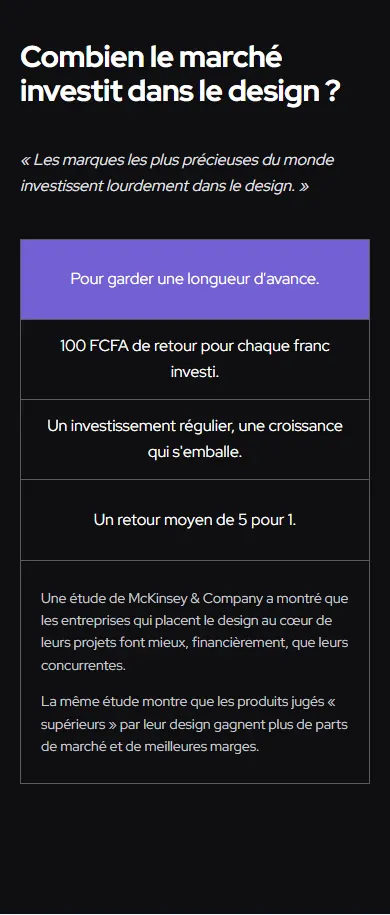 Combien le marché
investit dans le design ?
« Les marques les plus précieuses du monde
investissent lourdement dans le design. »
Pour garder une longueur d'avance.
100 FCFA de retour pour chaque franc
investi.
Un investissement régulier, une croissance
qui s'emballe.
Un retour moyen de 5 pour 1.
Une étude de McKinsey & Company a montré que
les entreprises qui placent le design au cœur de
leurs projets font mieux, financièrement, que leurs
concurrentes.
La même étude montre que les produits jugés «
supérieurs » par leur design gagnent plus de parts
de marché et de meilleures marges.